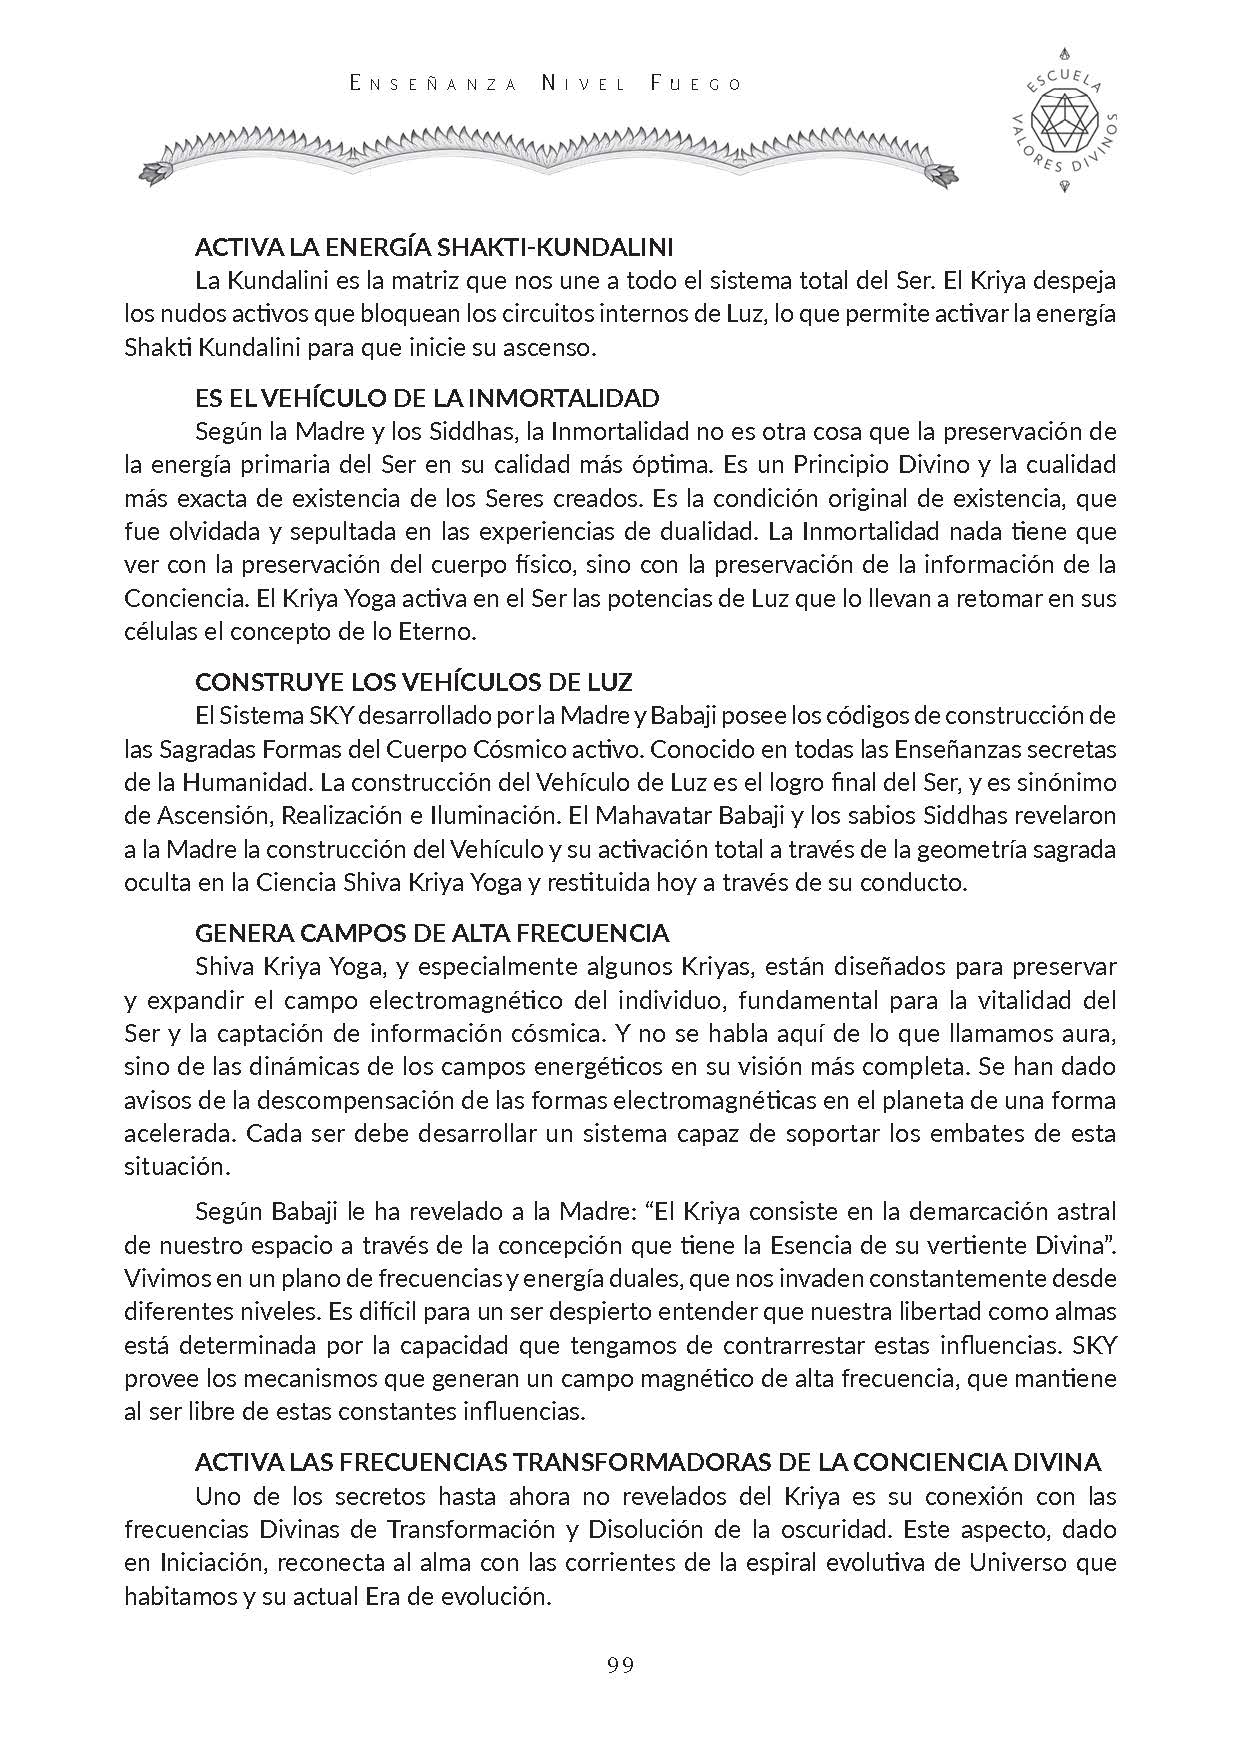 Enseñanza Nivel Fuego
ESCUELA
VALORES DIVINOS
ACTIVA LA ENERGÍA SHAKTI-KUNDALINI
La Kundalini es la matriz que nos une a todo el sistema total del Ser. El Kriya despeja
los nudos activos que bloquean los circuitos internos de Luz, lo que permite activar la energía
Shakti Kundalini para que inicie su ascenso.
ES EL VEHÍCULO DE LA INMORTALIDAD
Según la Madre y los Siddhas, la Inmortalidad no es otra cosa que la preservación de
la energía primaria del Ser en su calidad más óptima. Es un Principio Divino y la cualidad
más exacta de existencia de los Seres creados. Es la condición original de existencia, que
fue olvidada y sepultada en las experiencias de dualidad. La Inmortalidad nada tiene que
ver con la preservación del cuerpo físico, sino con la preservación de la información de la
Conciencia. El Kriya Yoga activa en el Ser las potencias de Luz que lo llevan a retomar en sus
células el concepto de lo Eterno.
CONSTRUYE LOS VEHÍCULOS DE LUZ
El Sistema SKY desarrollado por la Madre y Babaji posee los códigos de construcción de
las Sagradas Formas del Cuerpo Cósmico activo. Conocido en todas las Enseñanzas secretas
de la Humanidad. La construcción del Vehículo de Luz es el logro final del Ser, y es sinónimo
de Ascensión, Realización e Iluminación. El Mahavatar Babaji y los sabios Siddhas revelaron
a la Madre la construcción del Vehículo y su activación total a través de la geometría sagrada
oculta en la Ciencia Shiva Kriya Yoga y restituida hoy a través de su conducto.
GENERA CAMPOS DE ALTA FRECUENCIA
Shiva Kriya Yoga, y especialmente algunos Kriyas, están diseñados para preservar
y expandir el campo electromagnético del individuo, fundamental para la vitalidad del
Ser y la captación de información cósmica. Y no se habla aquí de lo que llamamos aura,
sino de las dinámicas de los campos energéticos en su visión más completa. Se han dado
avisos de la descompensación de las formas electromagnéticas en el planeta de una forma
acelerada. Cada ser debe desarrollar un sistema capaz de soportar los embates de esta
situación.
Según Babaji le ha revelado a la Madre: “El Kriya consiste en la demarcación astral
de nuestro espacio a través de la concepción que tiene la Esencia de su vertiente Divina”.
Vivimos en un plano de frecuencias y energía duales, que nos invaden constantemente desde
diferentes niveles. Es difícil para un ser despierto entender que nuestra libertad como almas
está determinada por la capacidad que tengamos de contrarrestar estas influencias. SKY
provee los mecanismos que generan un campo magnético de alta frecuencia, que mantiene
al ser libre de estas constantes influencias.
ACTIVA LAS FRECUENCIAS TRANSFORMADORAS DE LA CONCIENCIA DIVINA
Uno de los secretos hasta ahora no revelados del Kriya es su conexión con las
frecuencias Divinas de Transformación y Disolución de la oscuridad. Este aspecto, dado
en Iniciación, reconecta al alma con las corrientes de la espiral evolutiva de Universo que
habitamos y su actual Era de evolución.
99